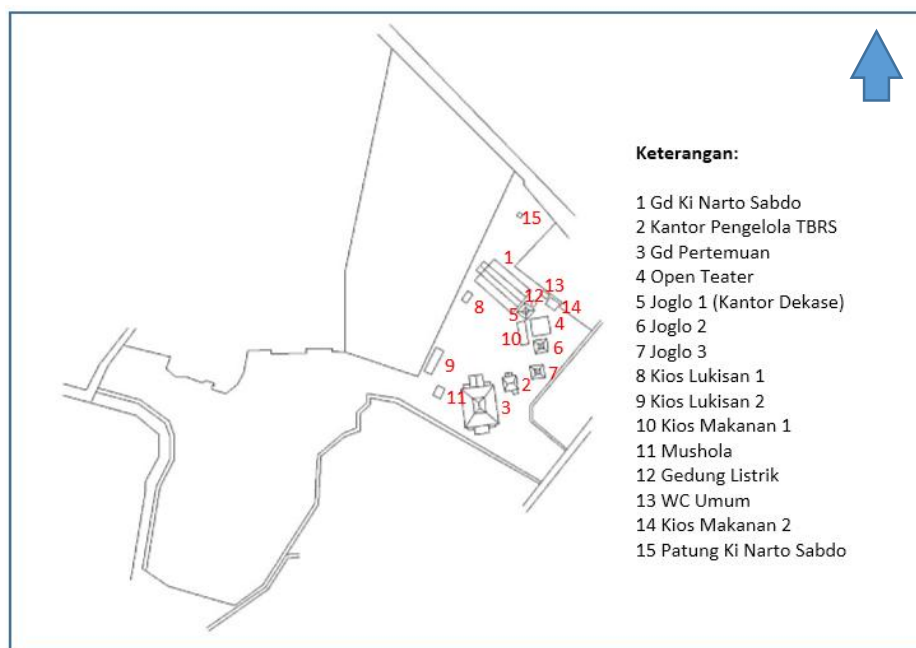 Keterangan:
1 Gd Ki Narto Sabdo
2 Kantor Pengelola TBRS
3 Gd Pertemuan
4 Open Teater
5 Joglo 1 (Kantor Dekase)
6 Joglo 2
7 Joglo 3
8 Kios Lukisan 1
9 Kios Lukisan 2
10 Kios Makanan 1
11 Mushola
12 Gedung Listrik
13 WC Umum
14 Kios Makanan 2
15 Patung Ki Narto Sabdo
15
1
13
12
14
8
5
4
10
6
9
7
2
11
3